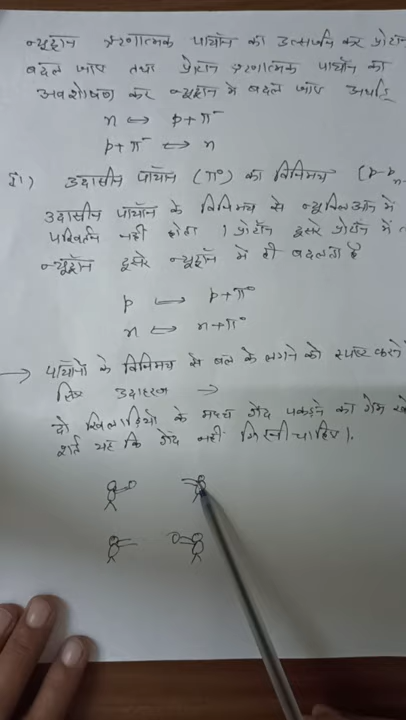 न्यूट्रॉन ऋणात्मक पायॉन का उत्सर्जन कर प्रोटॉन
बदल जाए तथा प्रोटॉन ऋणात्मक पायॉन का
अवशोषण कर न्यूट्रॉन में बदल जाए अर्थात्
n ↔ p + π⁻
p + π⁻ ↔ n
उदासीन पायॉन (π°) का विनिमय (p-p, n
उदासीन पायॉन के विनिमय से न्यूक्लिऑन में
परिवर्तन नहीं होता । प्रोटॉन दूसरे प्रोटॉन में
न्यूट्रॉन दूसरे न्यूट्रॉन में ही बदलता है
p ↔ p + π°
n ↔ n + π°
→ पायॉनो के विनिमय से बल के लगने को स्पष्ट करने
लिए उदाहरण →
दो खिलाड़ियो के मध्य गेंद पकड़ने का गेम
शर्त यह कि गेंद नहीं गिरनी चाहिए ।